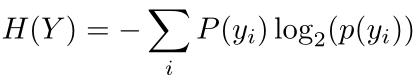 H(Y) = − ∑_i P(y_i) log_2(p(y_i))